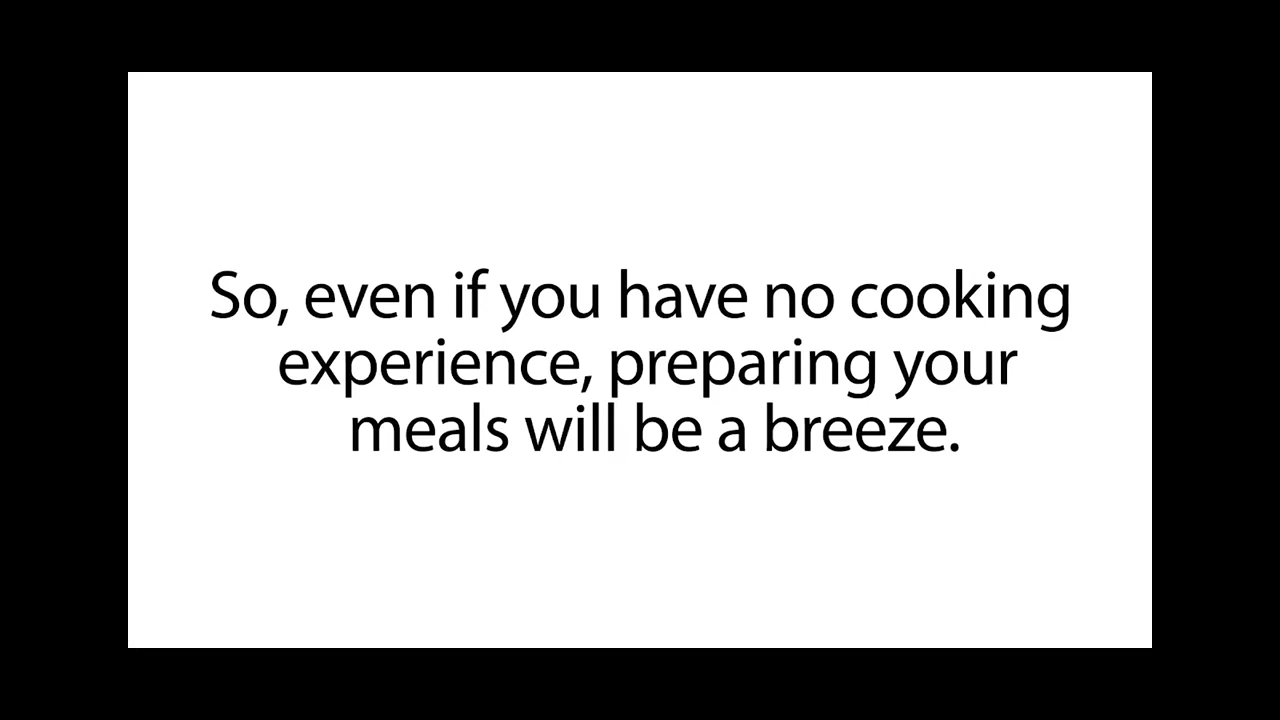 So, even if you have no cooking
experience, preparing your
meals will be a breeze.